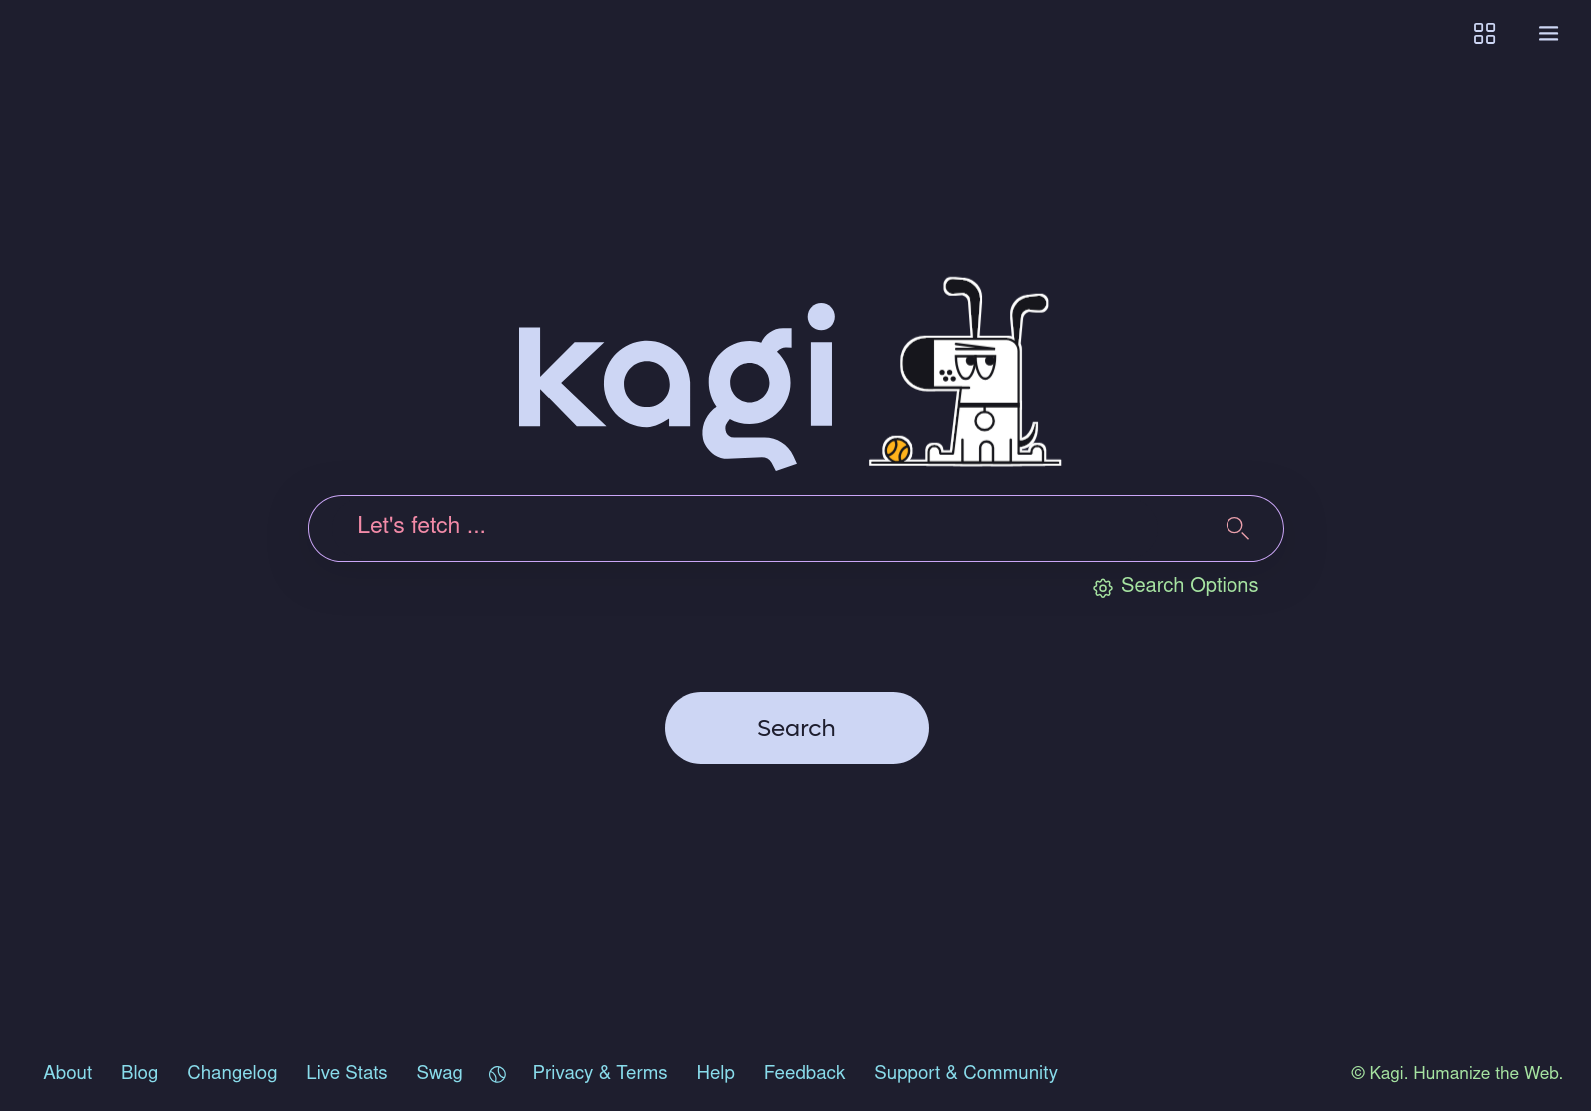 kagi
Let's fetch ...
Search Options
Search
About Blog Changelog Live Stats Swag Privacy & Terms Help Feedback Support & Community © Kagi. Humanize the Web.